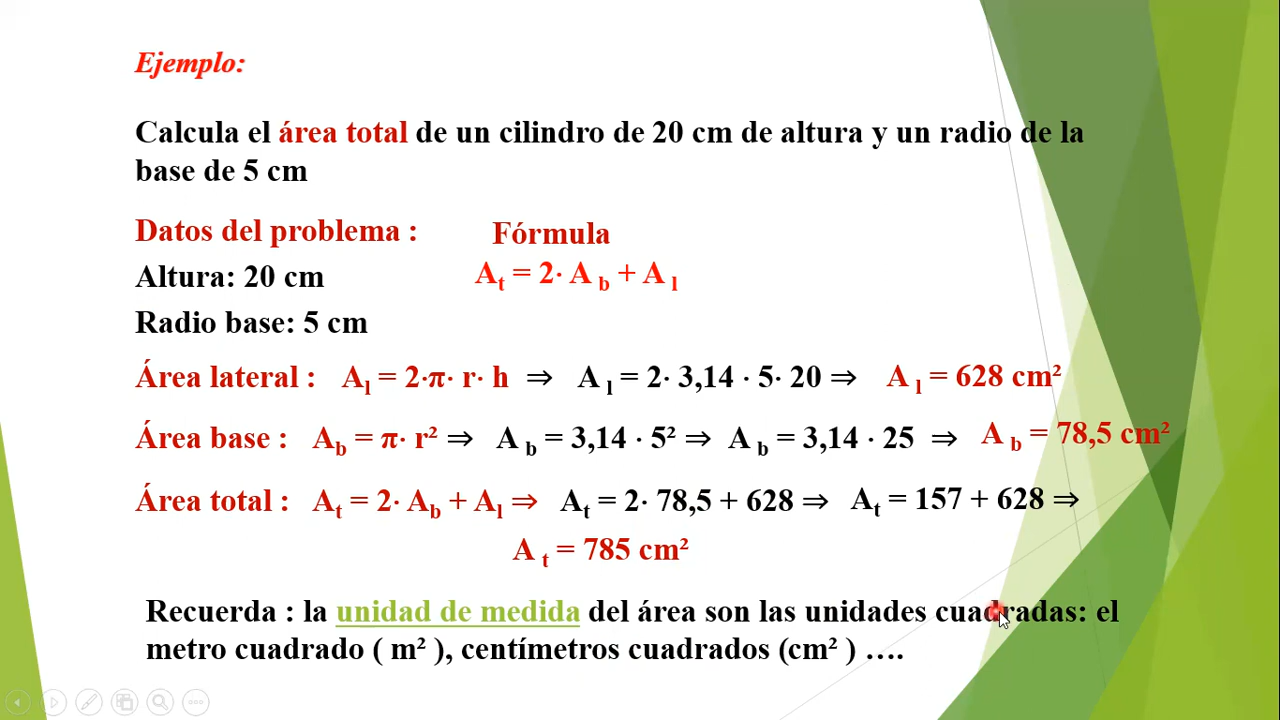 Ejemplo:
Calcula el área total de un cilindro de 20 cm de altura y un radio de la
base de 5 cm
Datos del problema :
Fórmula
Altura: 20 cm
A t = 2· A b + A l
Radio base: 5 cm
Área lateral : Al = 2·π· r· h ⇒ A l = 2· 3,14 · 5· 20 ⇒ A l = 628 cm²
Área base : Ab = π· r² ⇒ A b = 3,14 · 5² ⇒ A b = 3,14 · 25 ⇒ A b = 78,5 cm²
Área total : At = 2· Ab + Al ⇒ At = 2· 78,5 + 628 ⇒ At = 157 + 628 ⇒
A t = 785 cm²
Recuerda : la unidad de medida del área son las unidades cuadradas: el
metro cuadrado ( m² ), centímetros cuadrados (cm² ) ….